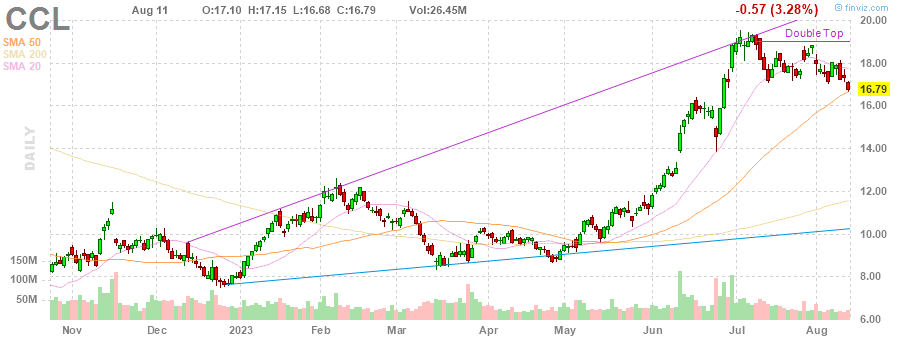 CCL Aug 11 O:17.10 H:17.15 L:16.68 C:16.79 Vol:26.45M -0.57 (3.28%) © finviz.com
SMA 50
SMA 200
SMA 20
DAILY
Double Top
20.00
18.00
16.79
16.00
14.00
12.00
10.00
8.00
6.00
150M
100M
50M
Nov Dec 2023 Feb Mar Apr May Jun Jul Aug